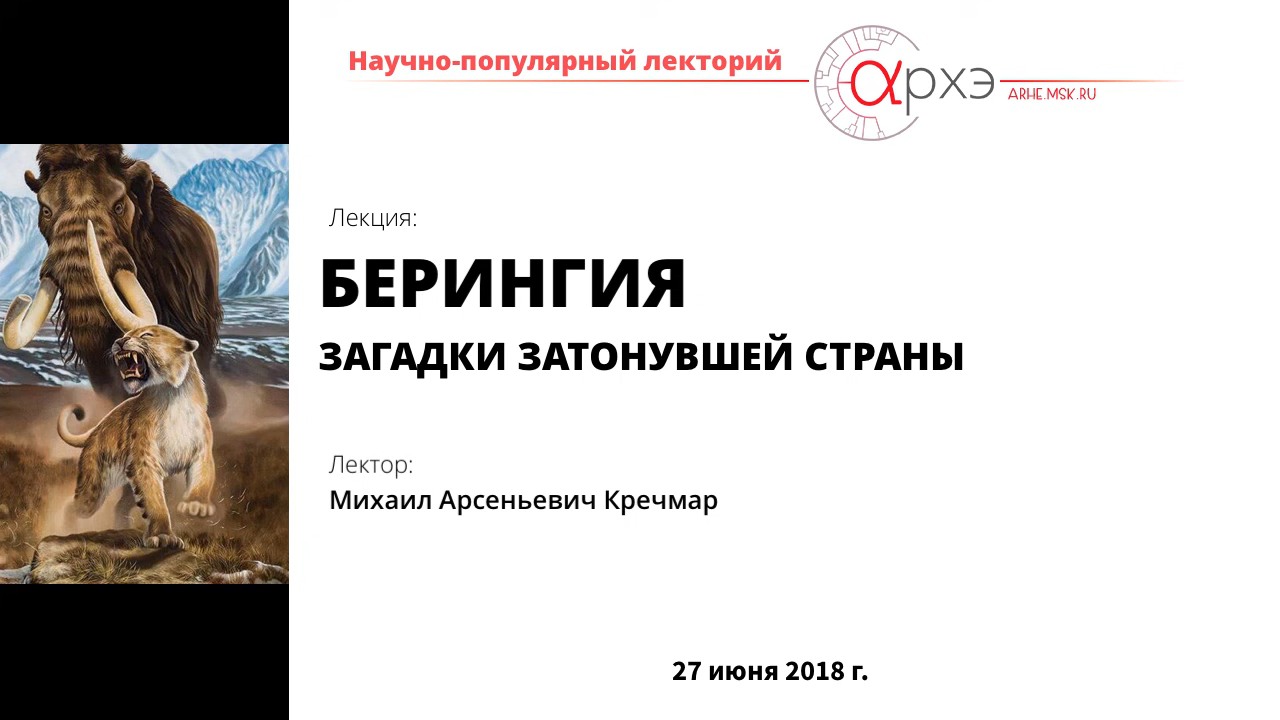 Научно-популярный лекторий
αрхэ
ARHE.MSK.RU
Лекция:
БЕРИНГИЯ
ЗАГАДКИ ЗАТОНУВШЕЙ СТРАНЫ
Лектор:
Михаил Арсеньевич Кречмар
27 июня 2018 г.